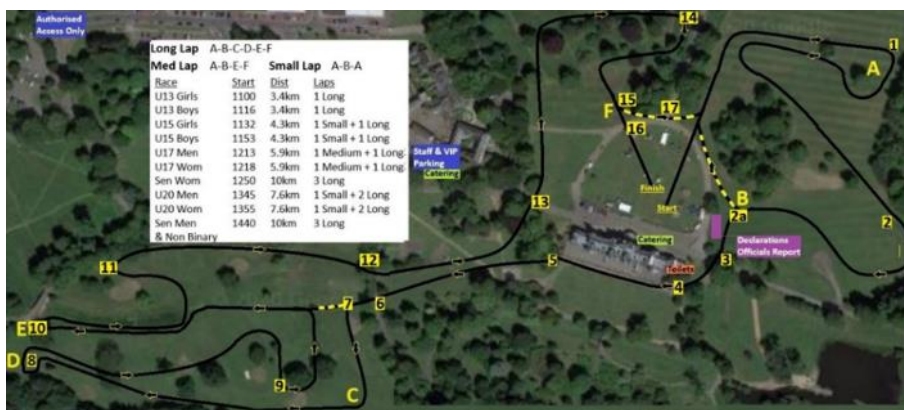 Authorised
Access Only
Long Lap A-B-C-D-E-F
Med Lap A-B-E-F Small Lap A-B-A
Race Start Dist Laps
U13 Girls 1100 3.4km 1 Long
U13 Boys 1116 3.4km 1 Long
U15 Girls 1132 4.3km 1 Small + 1 Long
U15 Boys 1153 4.3km 1 Small + 1 Long
U17 Men 1213 5.9km 1 Medium + 1 Long
U17 Wom 1218 5.9km 1 Medium + 1 Long
Sen Wom 1250 10km 3 Long
U20 Men 1345 7.6km 1 Small + 2 Long
U20 Wom 1355 7.6km 1 Small + 2 Long
Sen Men 1440 10km 3 Long
& Non Binary
14
1
A
15
F
17
16
Staff & VIP
Parking
Catering
Finish
Start
B
2a
2
13
Declarations
Officials Report
Catering
Toilets
3
4
5
12
11
6
7
E 10
D
8
9
C